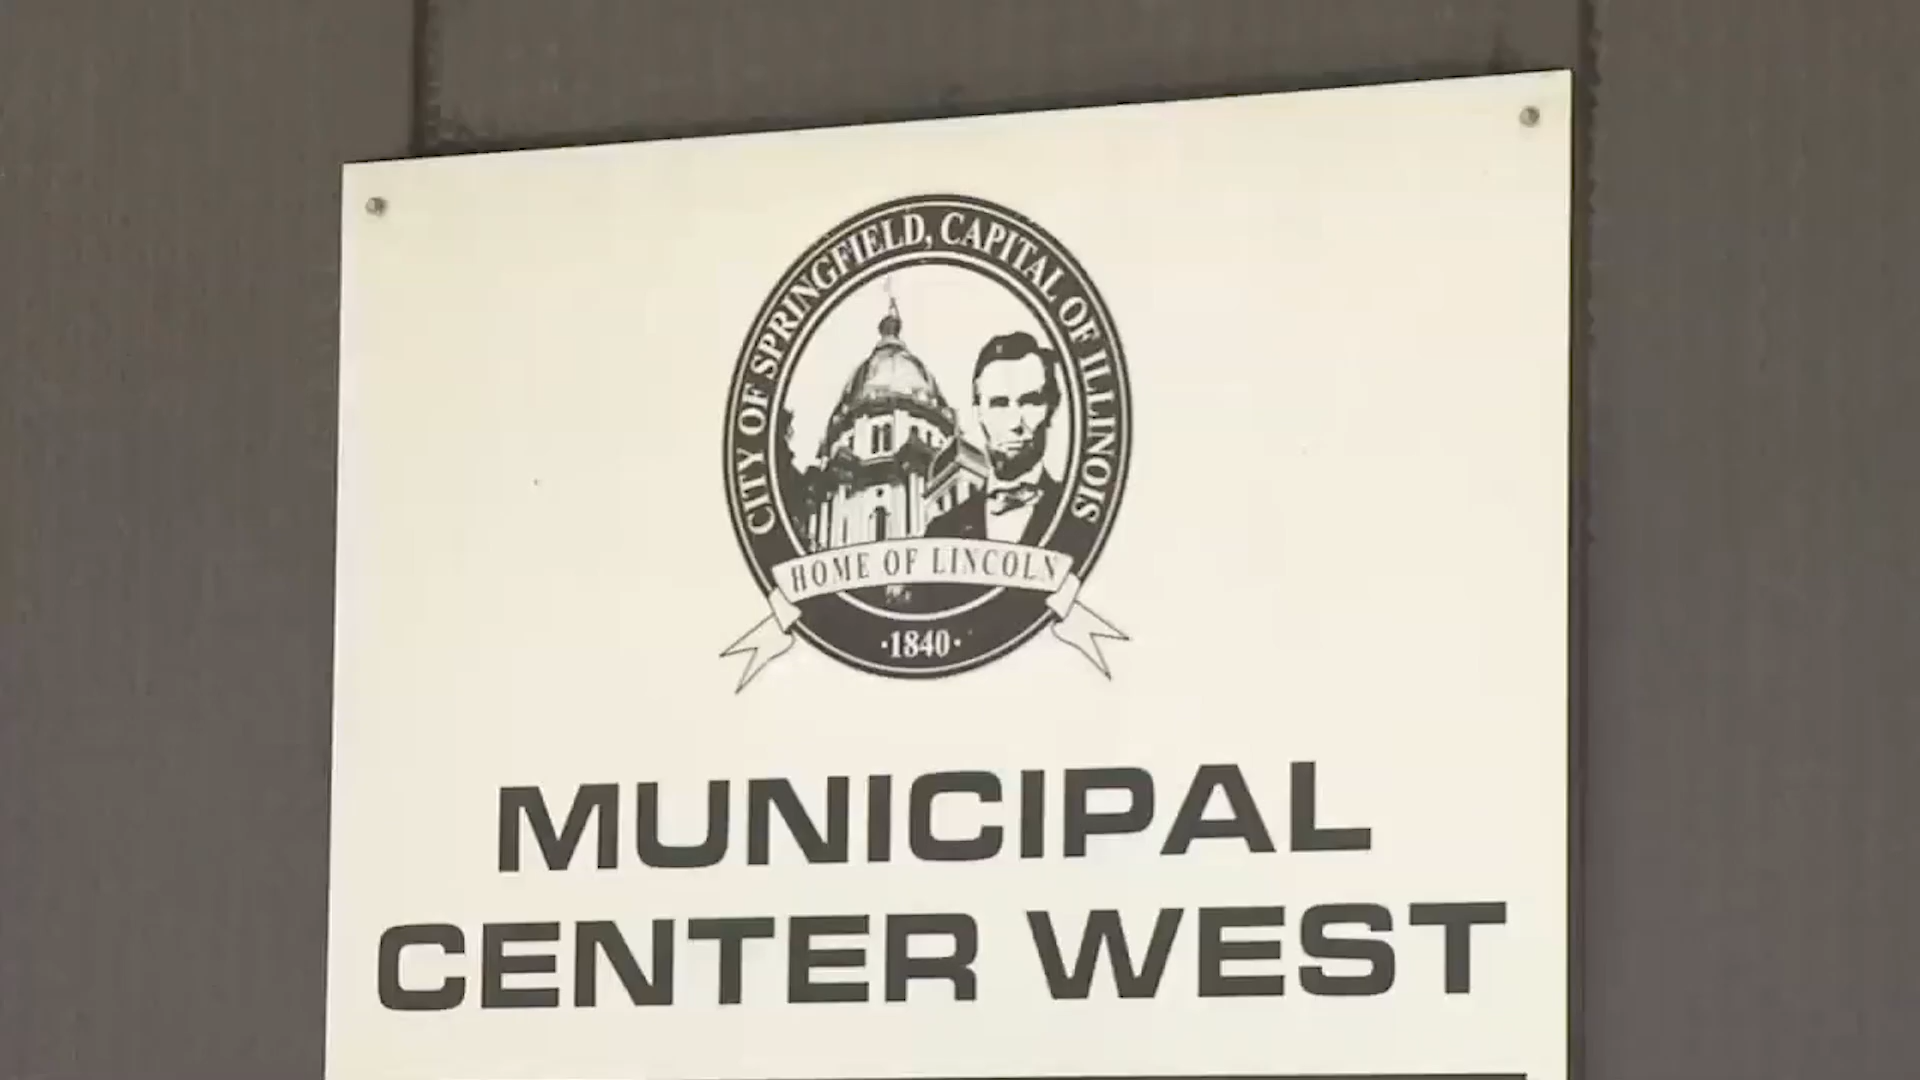 CITY OF SPRINGFIELD, CAPITAL OF ILLINOIS
HOME OF LINCOLN
·1840·
MUNICIPAL
CENTER WEST